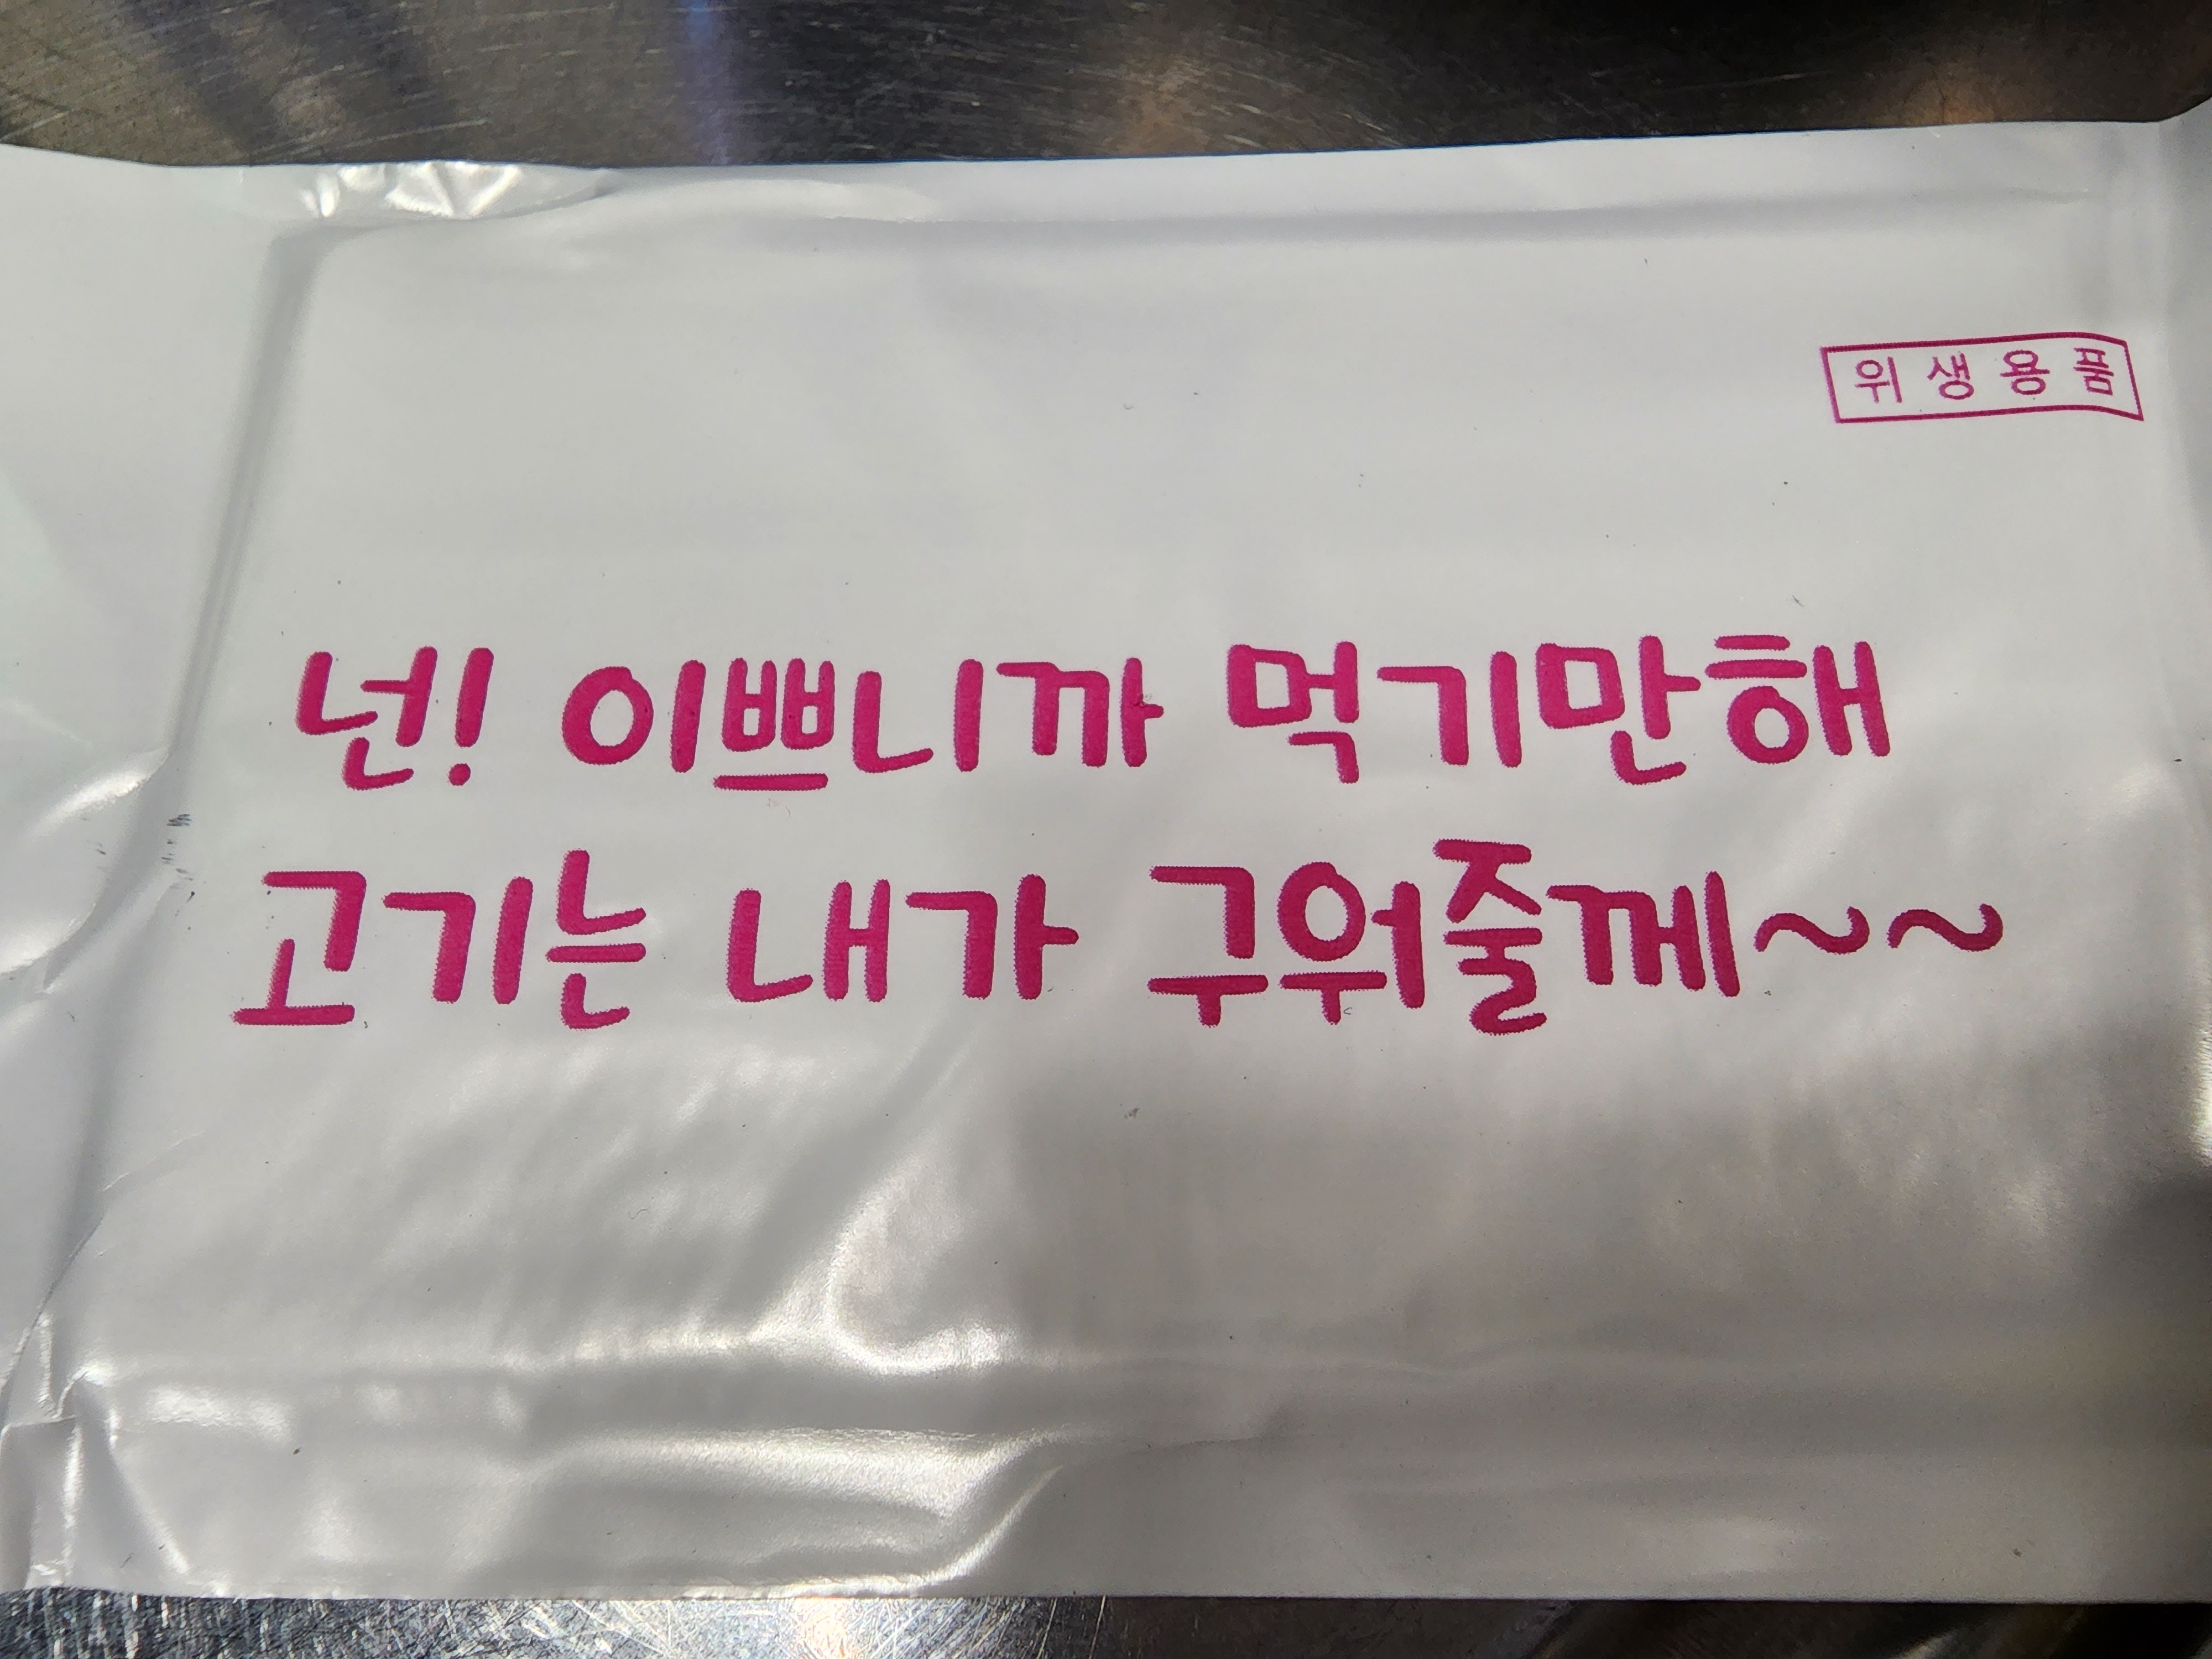 위생용품
넌! 이쁘니까 먹기만해
고기는 내가 구워줄께~~